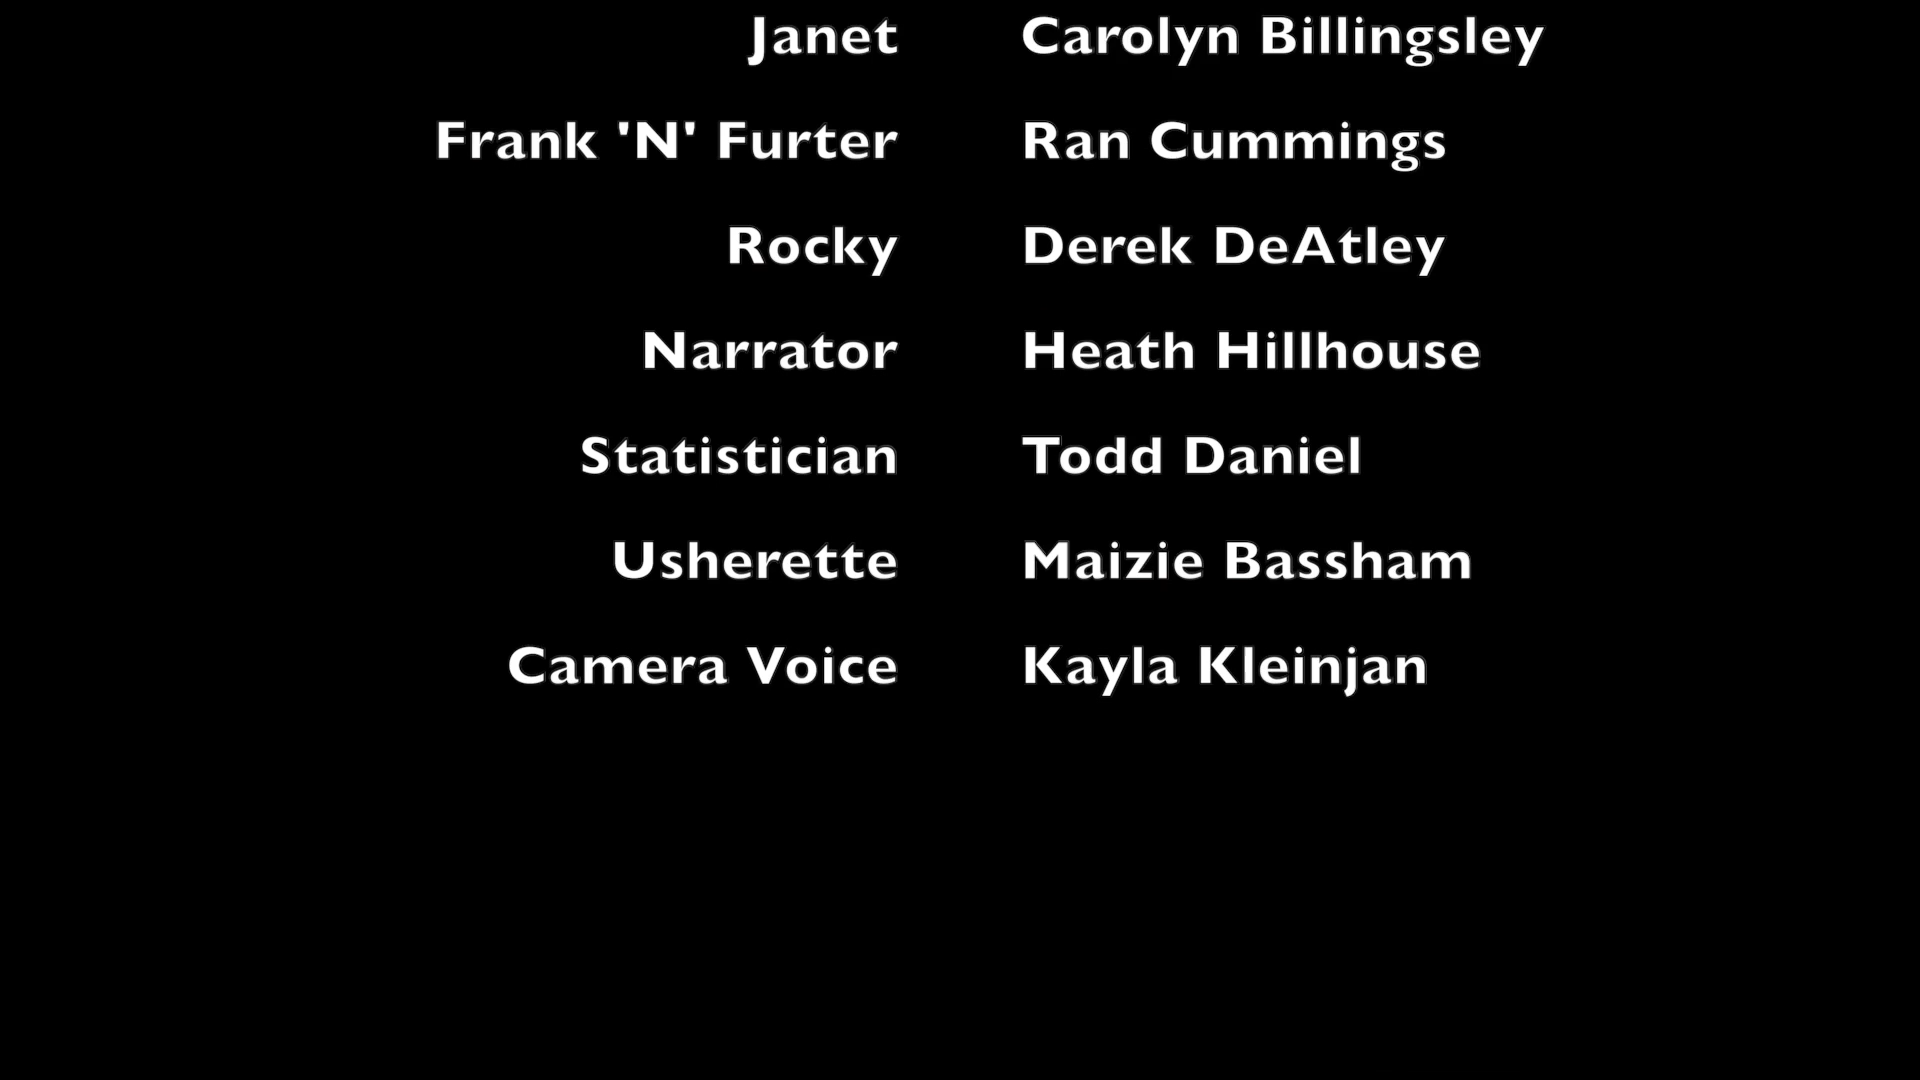 Janet Carolyn Billingsley
Frank 'N' Furter Ran Cummings
Rocky Derek DeAtley
Narrator Heath Hillhouse
Statistician Todd Daniel
Usherette Maizie Bassham
Camera Voice Kayla Kleinjan